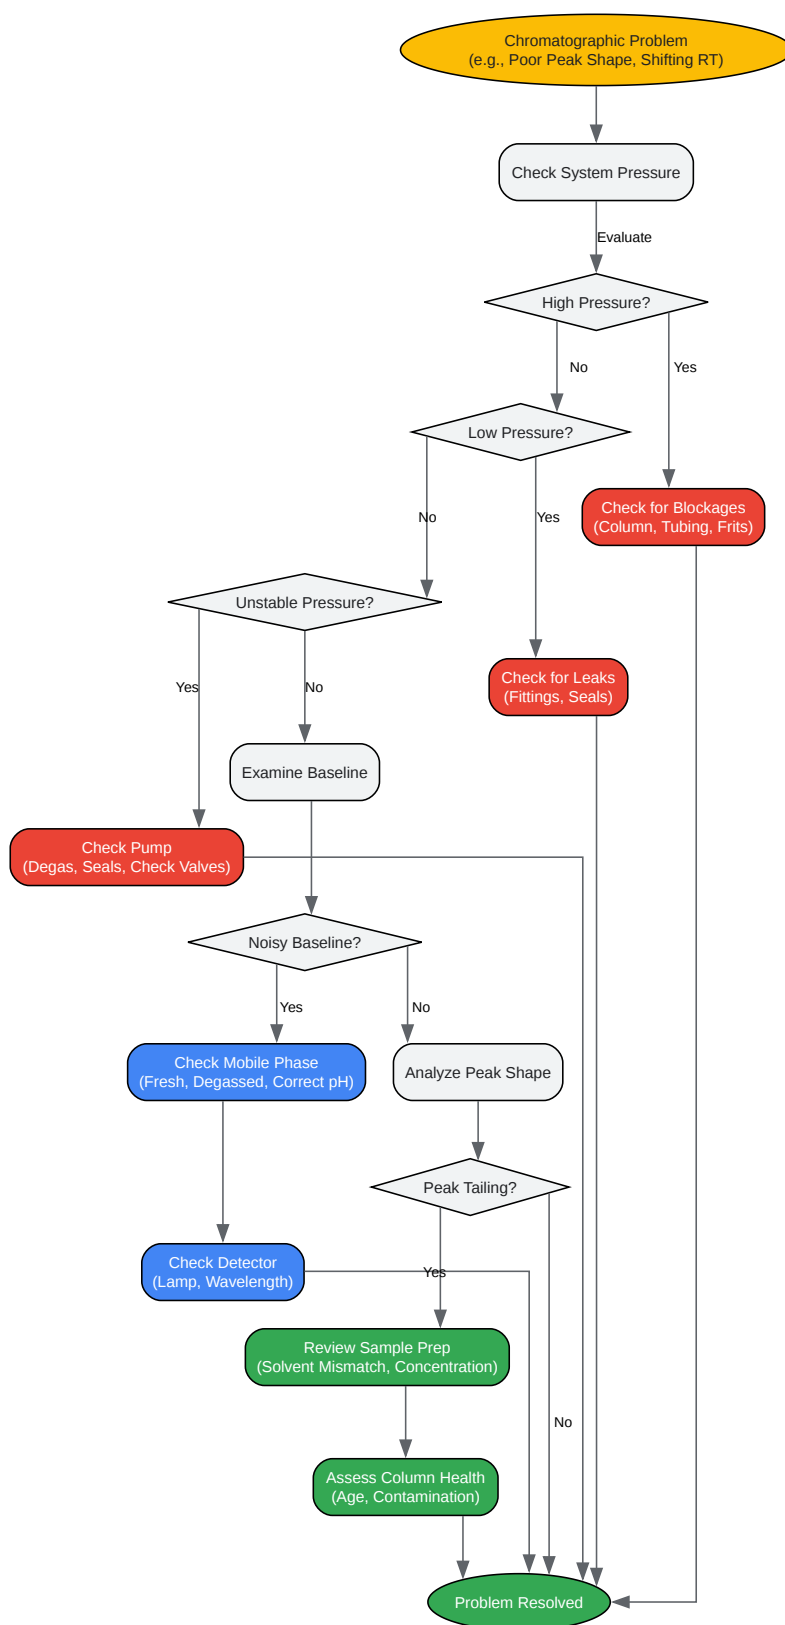 Chromatographic Problem
(e.g., Poor Peak Shape, Shifting RT)
Check System Pressure
Evaluate
High Pressure?
No
Yes
Low Pressure?
Check for Blockages
(Column, Tubing, Frits)
No
Yes
Unstable Pressure?
Check for Leaks
(Fittings, Seals)
Yes
No
Examine Baseline
Check Pump
(Degas, Seals, Check Valves)
Noisy Baseline?
Yes
No
Check Mobile Phase
(Fresh, Degassed, Correct pH)
Analyze Peak Shape
Peak Tailing?
Check Detector
(Lamp, Wavelength)
Yes
Review Sample Prep
(Solvent Mismatch, Concentration)
No
Assess Column Health
(Age, Contamination)
Problem Resolved